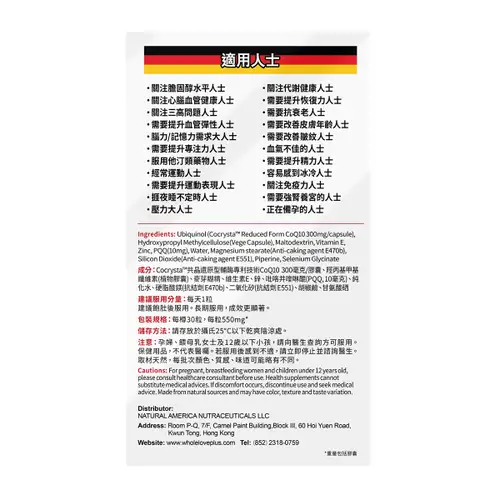 適用人士
•關注膽固醇水平人士
•關注心腦血管健康人士
•關注三高問題人士
•需要提升血管彈性人士
•腦力/記憶力需求大人士
•需要提升專注力人士
•服用他汀類藥物人士
•經常運動人士
•需要提升運動表現人士
•捱夜睡不定時人士
•壓力大人士
•關注代謝健康人士
•需要提升恢復力人士
•需要抗衰老人士
•需要改善皮膚年齡人士
•需要改善皺紋人士
•血氣不佳的人士
•需要提升精力人士
•容易感到冰冷人士
•關注免疫力人士
•需要強腎養宮的人士
•正在備孕的人士
Ingredients: Ubiquinol (Cocrysta™ Reduced Form CoQ10 300mg/capsule),
Hydroxypropyl Methylcellulose(Vege Capsule), Maltodextrin, Vitamin E,
Zinc, PQQ(10mg), Water, Magnesium stearate(Anti-caking agent E470b),
Silicon Dioxide(Anti-caking agent E551), Piperine, Selenium Glycinate
成分：Cocrysta™共晶還原型輔酶專利技術CoQ10 300毫克/膠囊、羥丙基甲基
纖維素(植物膠囊)、麥芽糊精、維生素E、鋅、吡咯并喹啉醌(PQQ, 10毫克)、純
化水、硬脂酸鎂(抗結劑 E470b)、二氧化矽(抗結劑 E551)、胡椒鹼、甘氨酸硒
建議服用分量：每天1粒
建議飽肚後服用。長期服用，成效更顯著。
包裝規格：每樽30粒，每粒550mg*
儲存方法：請存放於攝氏25°C以下乾爽陰涼處。
注意：孕婦、餵母乳女士及12歲以下小孩，請向醫生查詢方可服用。
保健用品，不代表醫囑。若服用後感到不適，請立即停止並諮詢醫生。
取材天然，每批次顏色、質感、味道可能略有不同。
Cautions: For pregnant, breastfeeding women and children under 12 years old,
please consult healthcare consultant before use. Health supplements cannot
substitute medical advises. If discomfort occurs, discontinue use and seek medical
advice. Made from natural sources and may have color, texture and taste variation.
Distributor:
NATURAL AMERICA NUTRACEUTICALS LLC
Address: Room P-Q, 7/F, Camel Paint Building,Block III, 60 Hoi Yuen Road,
Kwun Tong, Hong Kong
Website: www.wholeloveplus.com Tel: (852) 2318-0759
*重量包括膠囊